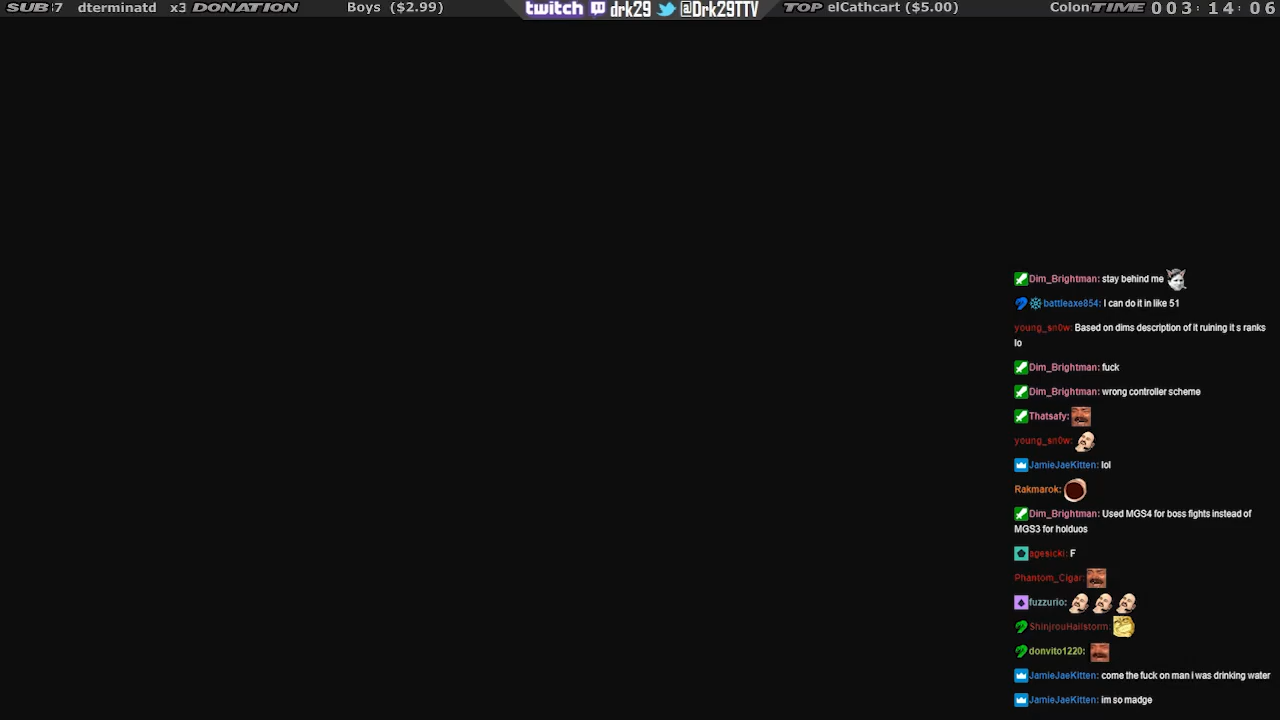 SUB :7 dterminatd x3 DONATION Boys ($2.99) twitch drk29 @Drk29TTV TOP elCathcart ($5.00) Colon TIME 003:14:06
Dim_Brightman: stay behind me
battleaxe854: I can do it in like 51
young_sn0w: Based on dims description of it ruining it s ranks
lo
Dim_Brightman: fuck
Dim_Brightman: wrong controller scheme
Thatsafy:
young_sn0w:
JamieJaeKitten: lol
Rakmarok:
Dim_Brightman: Used MGS4 for boss fights instead of
MGS3 for holduos
agesicki: F
Phantom_Cigar:
fuzzurio:
ShinjrouHailstorm:
donvito1220:
JamieJaeKitten: come the fuck on man i was drinking water
JamieJaeKitten: im so madge